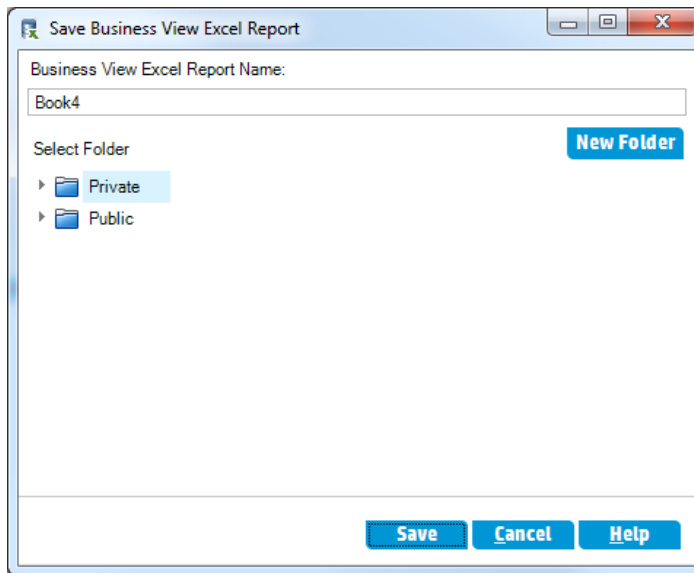 Save Business View Excel Report
Business View Excel Report Name:
Book4
New Folder
Select Folder
Private
Public
Save Cancel Help